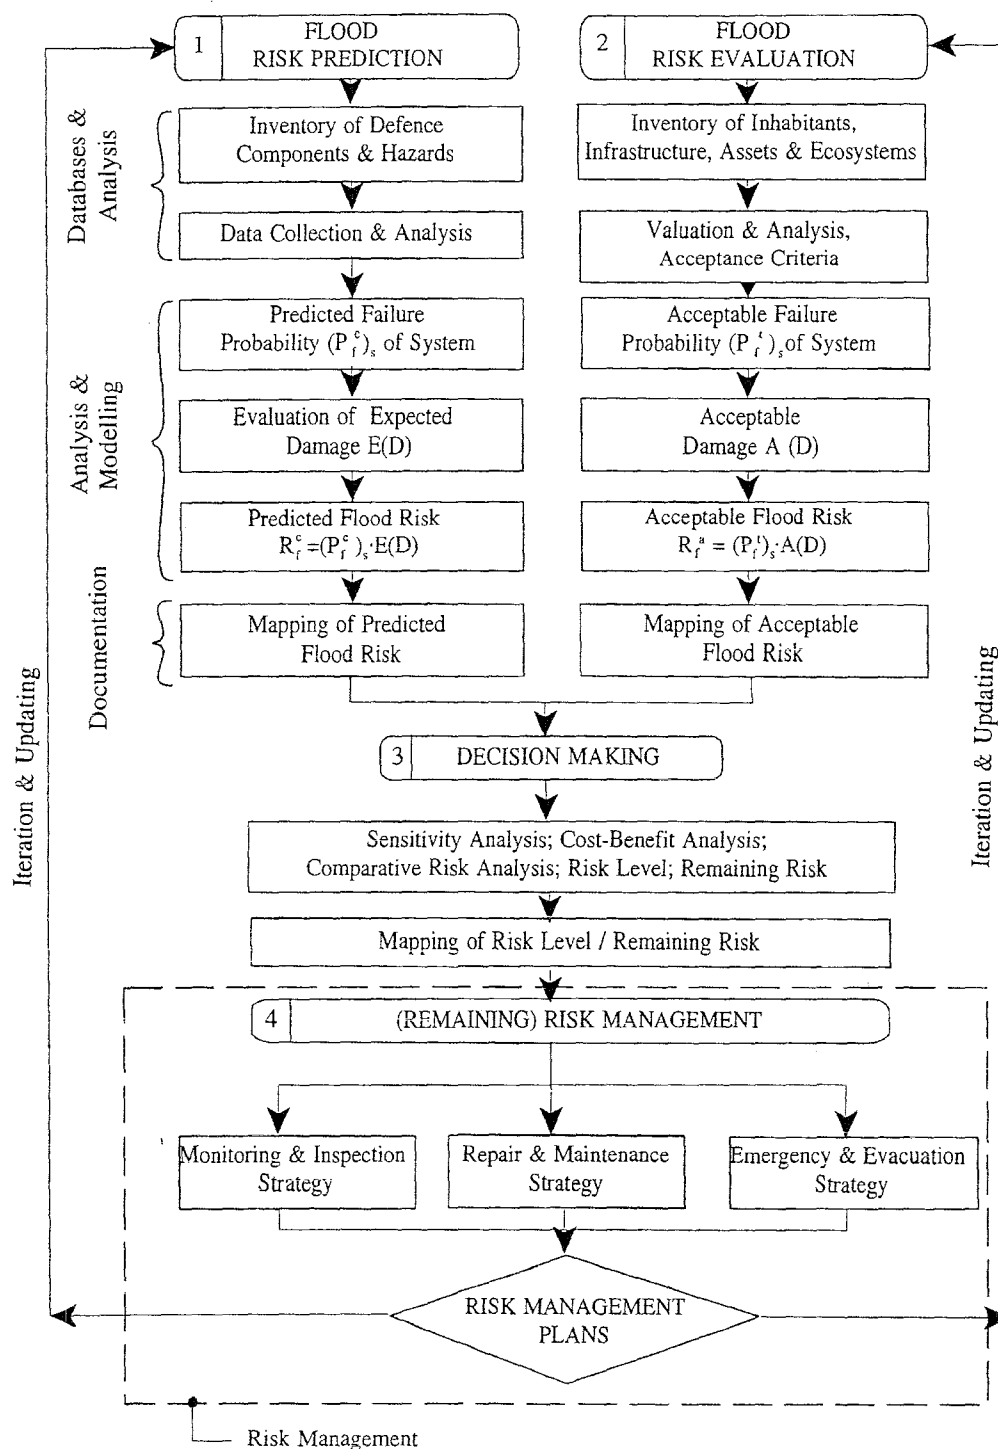 1
FLOOD
RISK PREDICTION
2
FLOOD
RISK EVALUATION
Databases &
Analysis
Inventory of Defence
Components & Hazards
Inventory of Inhabitants,
Infrastructure, Assets & Ecosystems
Data Collection & Analysis
Valuation & Analysis,
Acceptance Criteria
Analysis &
Modelling
Predicted Failure
Probability (P_f^c)_s of System
Acceptable Failure
Probability (P_f^t)_s of System
Evaluation of Expected
Damage E(D)
Acceptable
Damage A (D)
Predicted Flood Risk
R_f^c =(P_f^c)_s·E(D)
Acceptable Flood Risk
R_f^a = (P_f^t)_s·A(D)
Documentation
Mapping of Predicted
Flood Risk
Mapping of Acceptable
Flood Risk
Iteration & Updating
Iteration & Updating
3
DECISION MAKING
Sensitivity Analysis; Cost-Benefit Analysis;
Comparative Risk Analysis; Risk Level; Remaining Risk
Mapping of Risk Level / Remaining Risk
4
(REMAINING) RISK MANAGEMENT
Monitoring & Inspection
Strategy
Repair & Maintenance
Strategy
Emergency & Evacuation
Strategy
RISK MANAGEMENT
PLANS
Risk Management